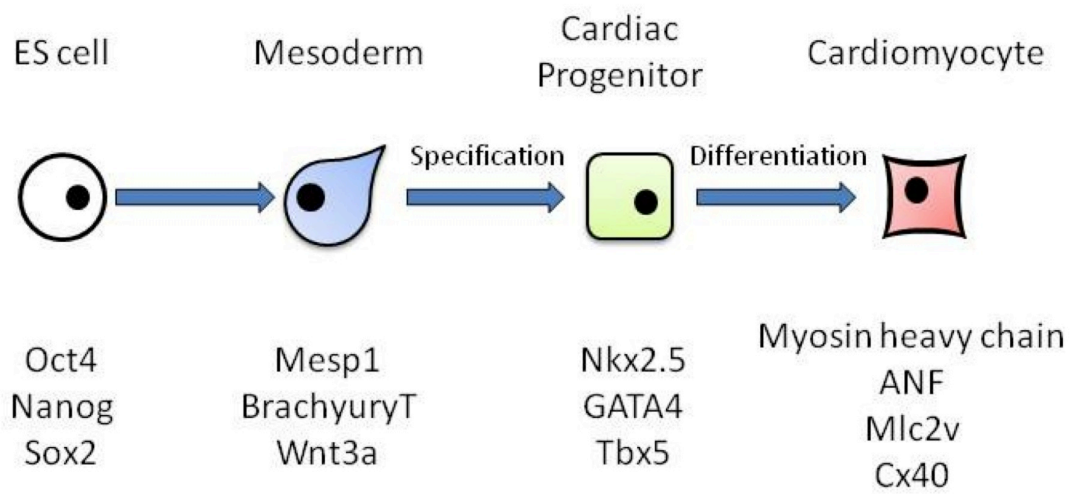 ES cell
Mesoderm
Cardiac
Progenitor
Cardiomyocyte
Specification
Differentiation
Oct4
Nanog
Sox2
Mesp1
BrachyuryT
Wnt3a
Nkx2.5
GATA4
Tbx5
Myosin heavy chain
ANF
Mlc2v
Cx40